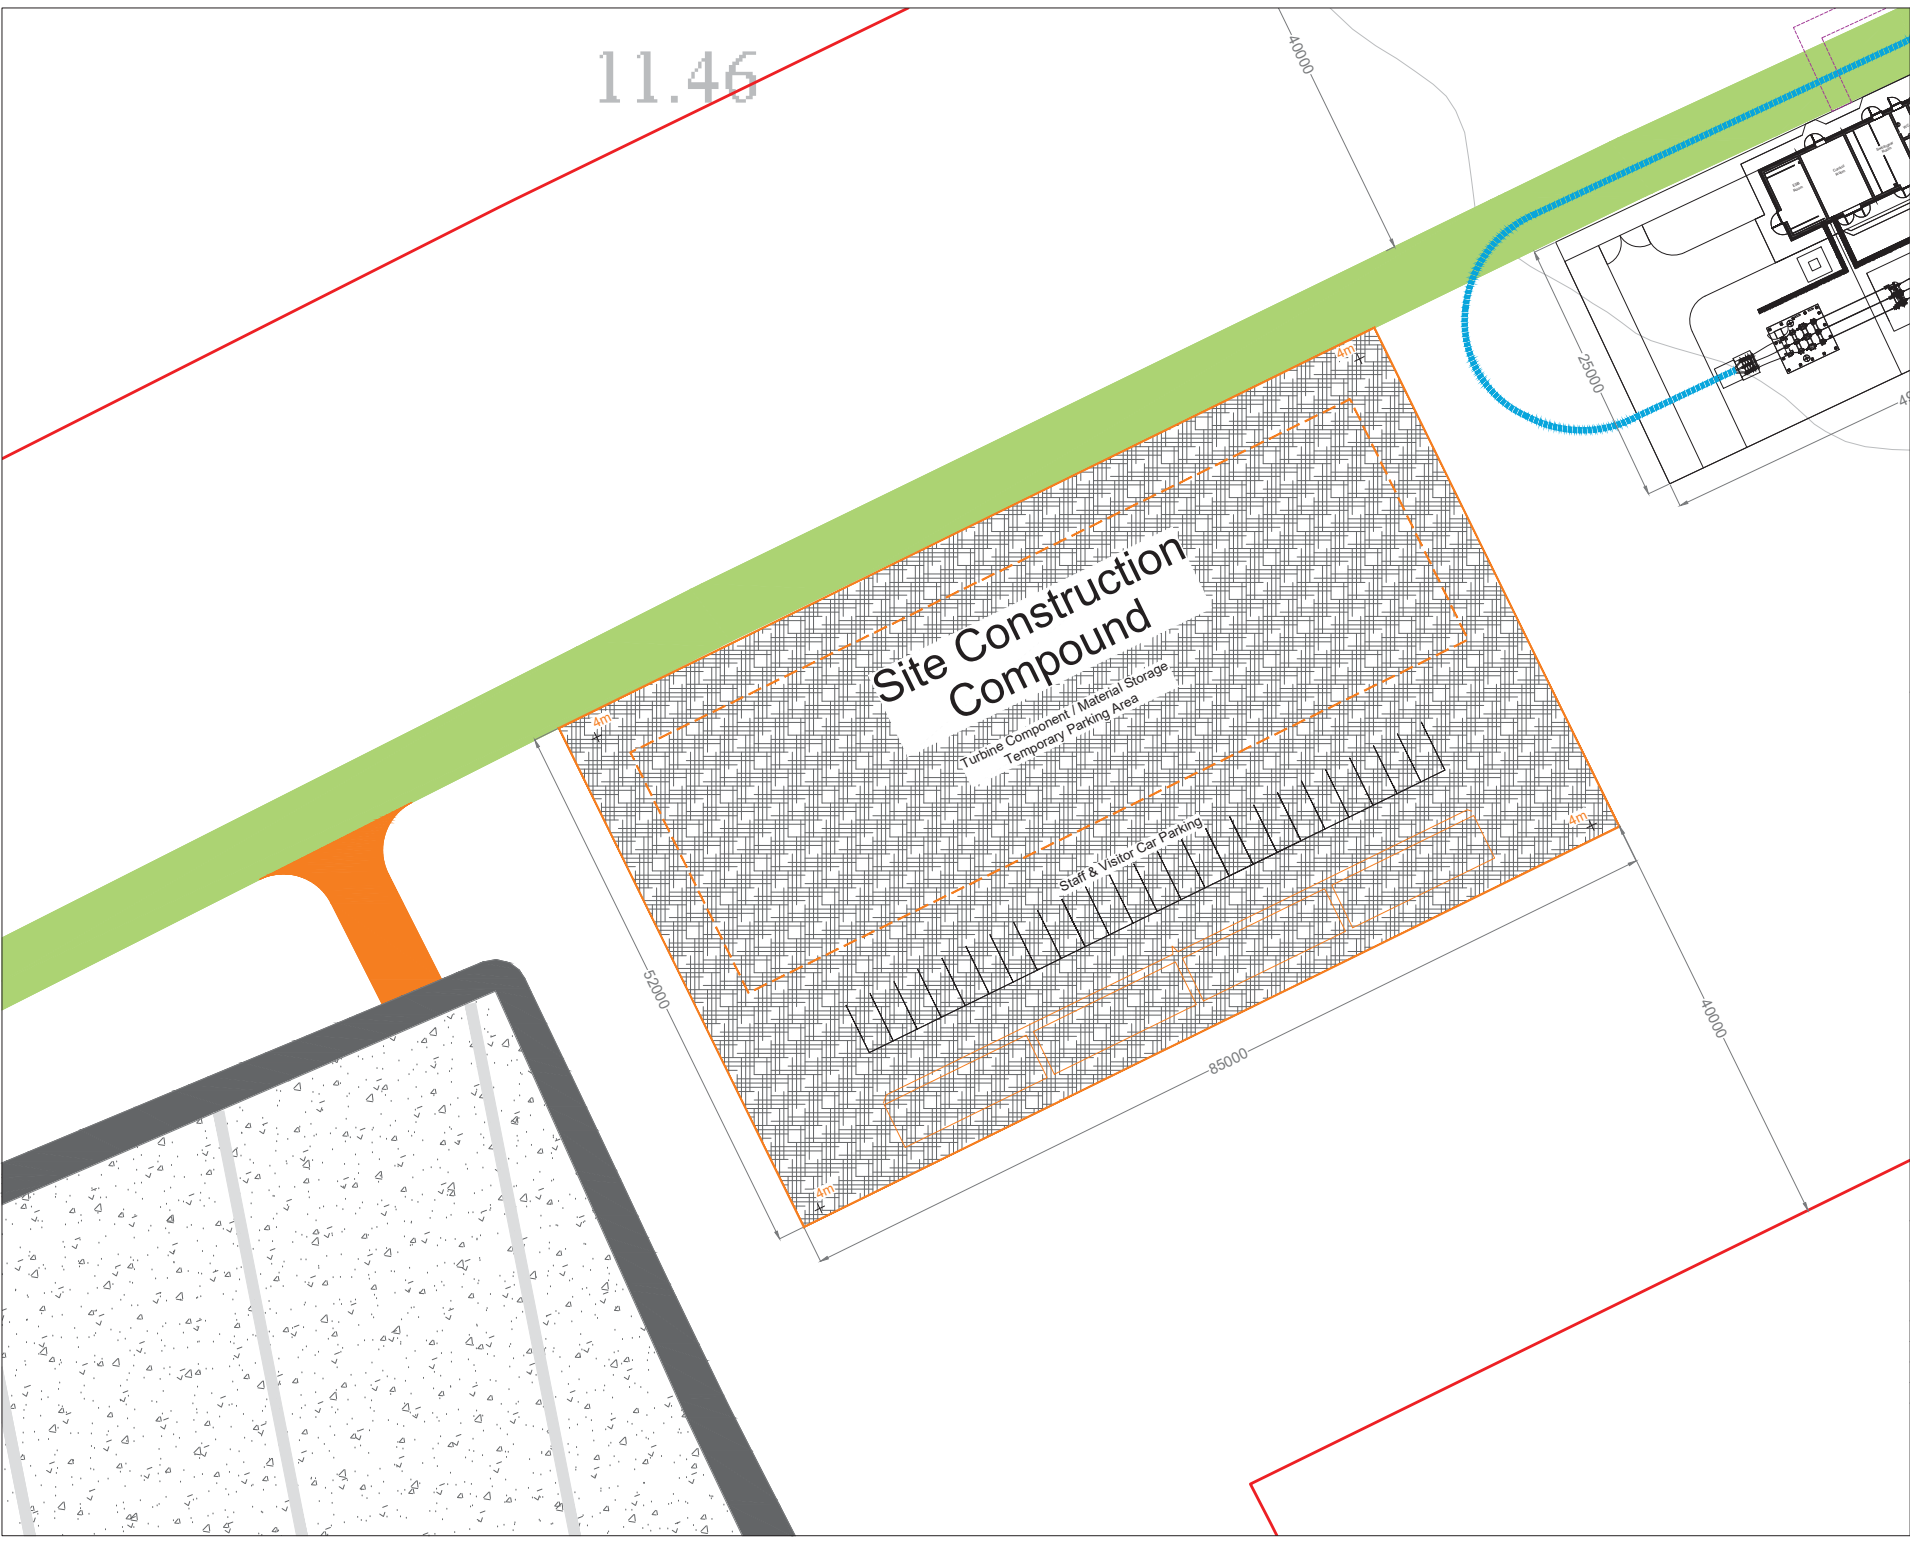 11.46
40000
25000
4m
Site Construction
Compound
Turbine Component / Material Storage
Temporary Parking Area
4m
Staff & Visitor Car Parking
4m
52000
85000
40000
4m